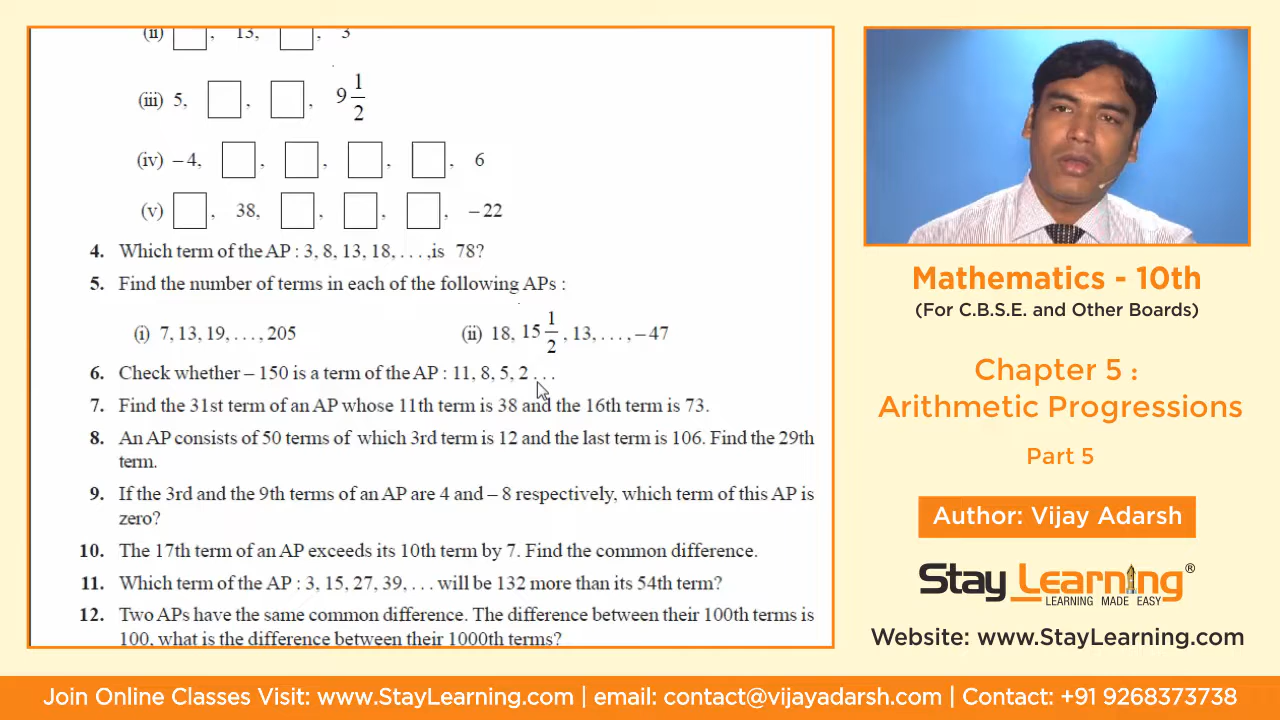 (ii) , 13, , 3
(iii) 5, , , 9 1/2
(iv) – 4, , , , , 6
(v) , 38, , , , – 22
4. Which term of the AP : 3, 8, 13, 18, . . . ,is 78?
5. Find the number of terms in each of the following APs :
(i) 7, 13, 19, . . . , 205 (ii) 18, 15 1/2 , 13, . . . , – 47
6. Check whether – 150 is a term of the AP : 11, 8, 5, 2 . . .
7. Find the 31st term of an AP whose 11th term is 38 and the 16th term is 73.
8. An AP consists of 50 terms of which 3rd term is 12 and the last term is 106. Find the 29th
term.
9. If the 3rd and the 9th terms of an AP are 4 and – 8 respectively, which term of this AP is
zero?
10. The 17th term of an AP exceeds its 10th term by 7. Find the common difference.
11. Which term of the AP : 3, 15, 27, 39, . . . will be 132 more than its 54th term?
12. Two APs have the same common difference. The difference between their 100th terms is
100, what is the difference between their 1000th terms?
Mathematics - 10th
(For C.B.S.E. and Other Boards)
Chapter 5 :
Arithmetic Progressions
Part 5
Author: Vijay Adarsh
Stay Learning®
LEARNING MADE EASY
Website: www.StayLearning.com
Join Online Classes Visit: www.StayLearning.com | email: contact@vijayadarsh.com | Contact: +91 9268373738